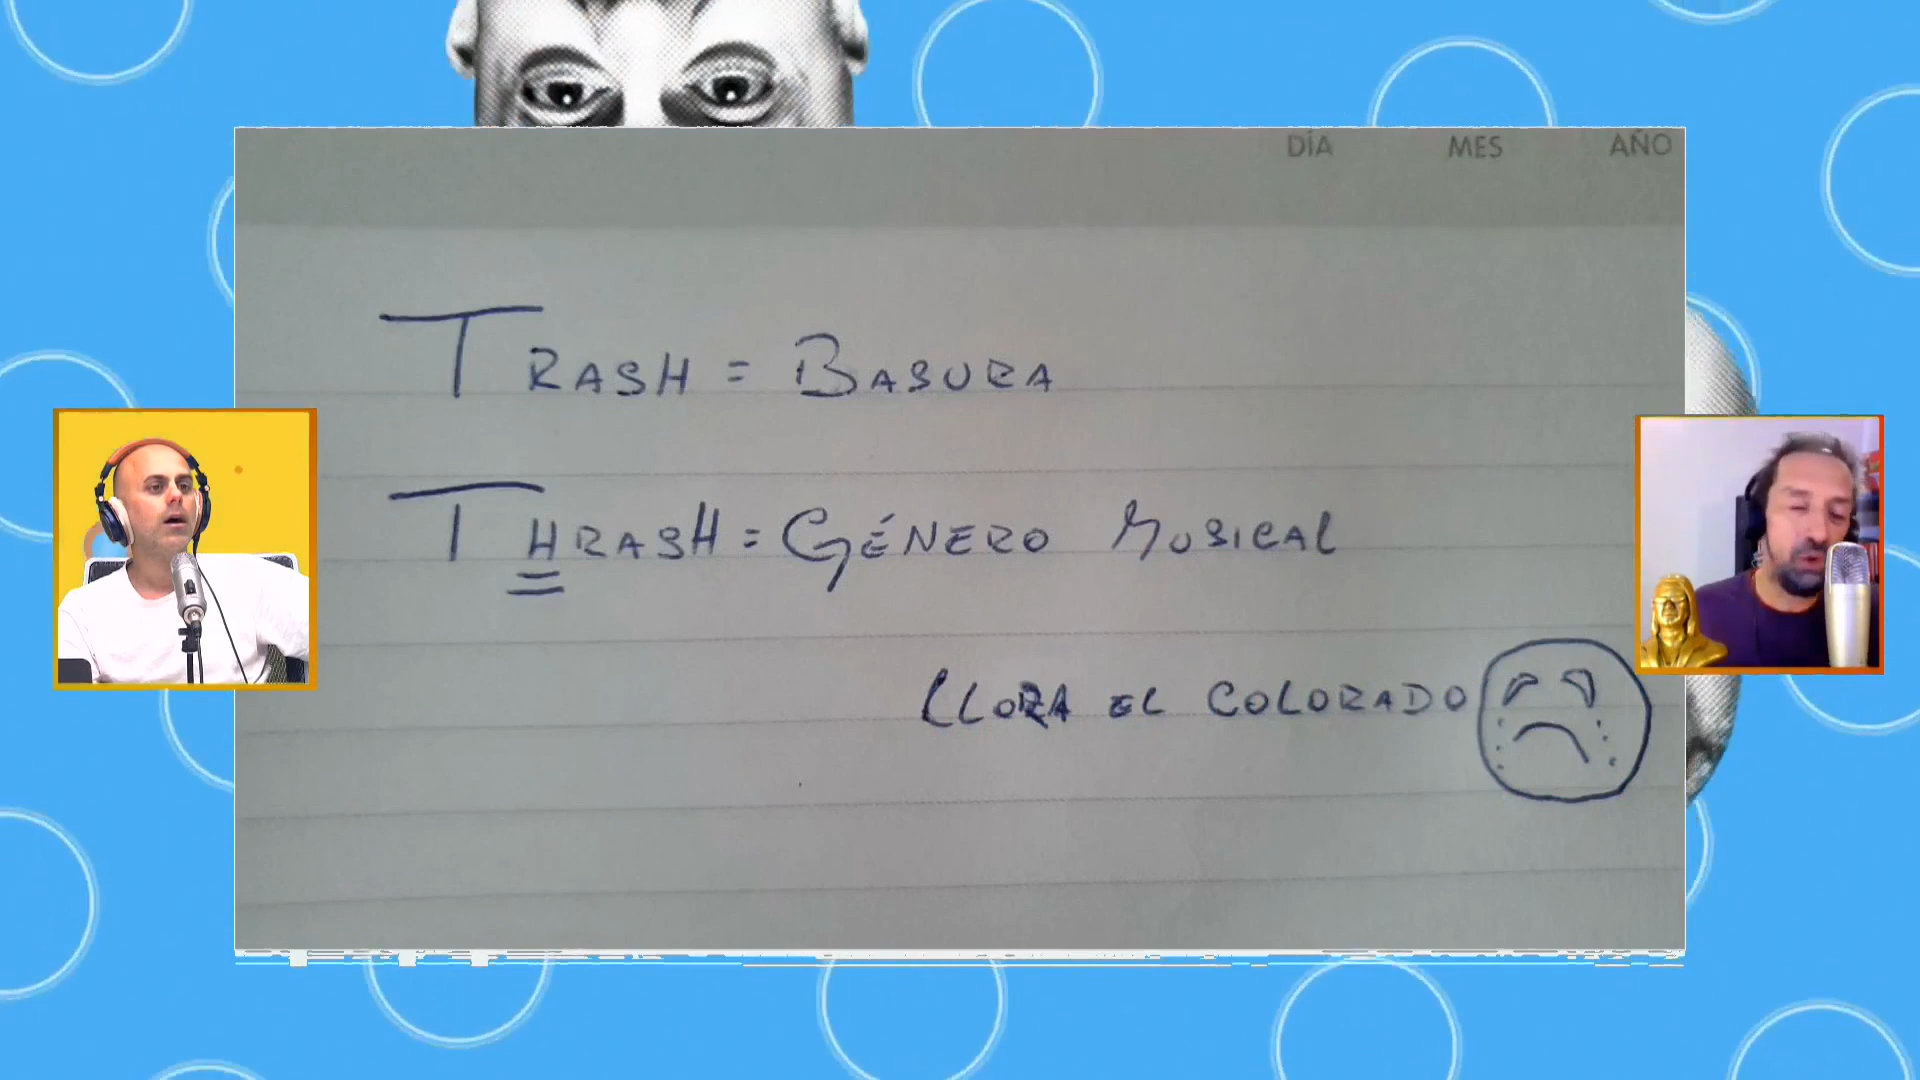 DÍA MES AÑO
TRASH = BASURA
THRASH = GÉNERO MUSICAL
LLORA EL COLORADO